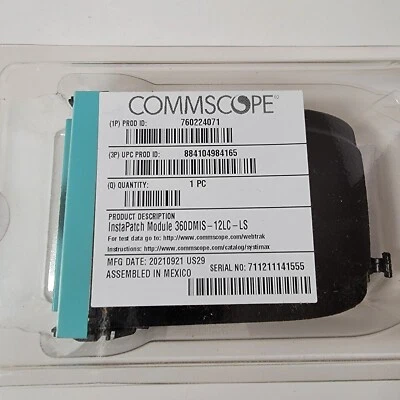 COMMSCOPE®
(1P) PROD ID: 760224071
(3P) UPC PROD ID: 884104984165
(Q) QUANTITY: 1 PC
PRODUCT DESCRIPTION
InstaPatch Module 360DMIS-12LC-LS
For test data go to: http://www.commscope.com/webtrak
Instructions: http://www.commscope.com/catalog/systimax
MFG DATE: 20210921 US29
ASSEMBLED IN MEXICO
SERIAL NO: 711211141555